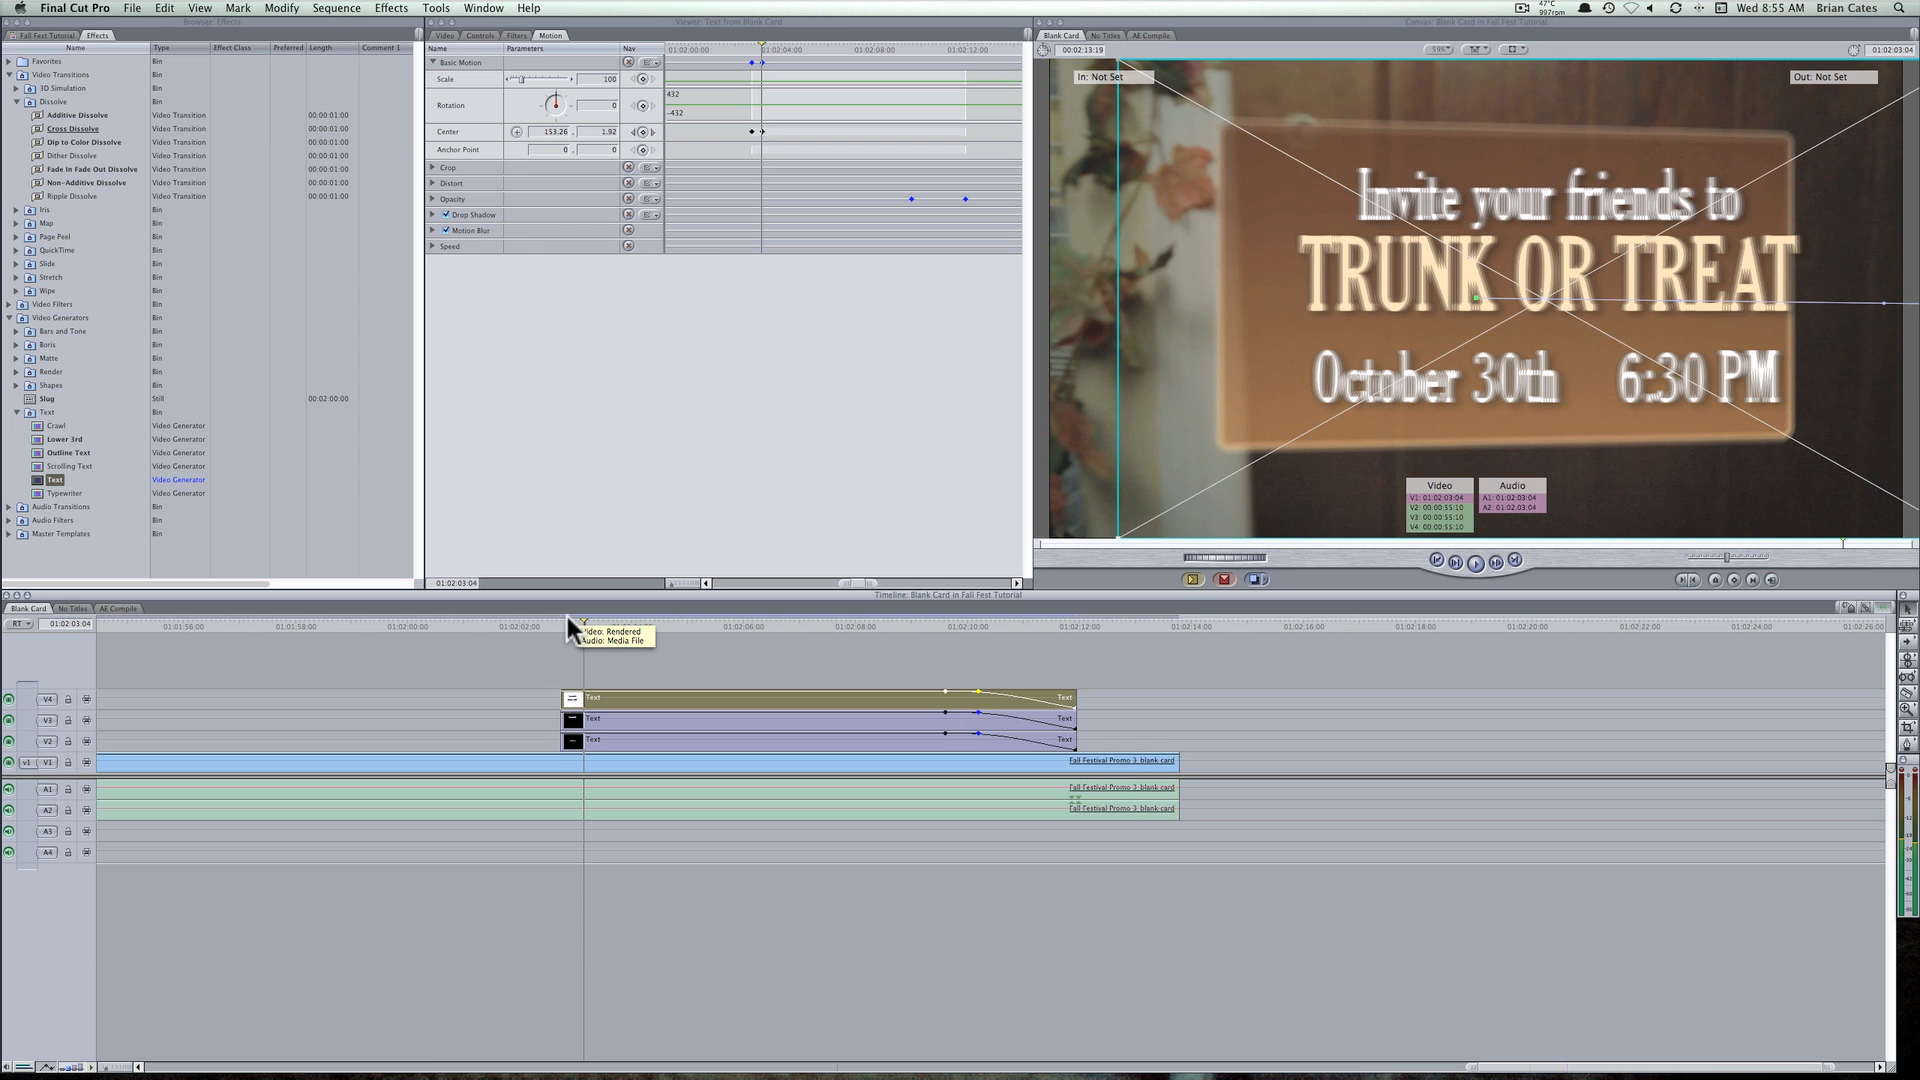 Final Cut Pro File Edit View Mark Modify Sequence Effects Tools Window Help
47°C
997rpm
Wed 8:55 AM Brian Cates
Browser: Effects
Fall Fest Tutorial Effects
Name Type Effect Class Preferred Length Comment 1
Favorites Bin
Video Transitions Bin
3D Simulation Bin
Dissolve Bin
Additive Dissolve Video Transition 00:00:01:00
Cross Dissolve Video Transition 00:00:01:00
Dip to Color Dissolve Video Transition 00:00:01:00
Dither Dissolve Video Transition 00:00:01:00
Fade In Fade Out Dissolve Video Transition 00:00:01:00
Non-Additive Dissolve Video Transition 00:00:01:00
Ripple Dissolve Video Transition 00:00:01:00
Iris Bin
Map Bin
Page Peel Bin
QuickTime Bin
Slide Bin
Stretch Bin
Wipe Bin
Video Filters Bin
Video Generators Bin
Bars and Tone Bin
Boris Bin
Matte Bin
Render Bin
Shapes Bin
Slug Still 00:02:00:00
Text Bin
Crawl Video Generator
Lower 3rd Video Generator
Outline Text Video Generator
Scrolling Text Video Generator
Text Video Generator
Typewriter Video Generator
Audio Transitions Bin
Audio Filters Bin
Master Templates Bin
Viewer: Text from Blank Card
Video Controls Filters Motion
Name Parameters Nav 01:02:00:00 01:02:04:00 01:02:08:00 01:02:12:00
Basic Motion
Scale 100
Rotation 0 432 -432
Center 153.26 , 1.92
Anchor Point 0 , 0
Crop
Distort
Opacity
Drop Shadow
Motion Blur
Speed
01:02:03:04
Canvas: Blank Card in Fall Fest Tutorial
Blank Card No Titles AE Compile
00:02:13:19 59% 01:02:03:04
In: Not Set Out: Not Set
Invite your friends to
TRUNK OR TREAT
October 30th 6:30 PM
Video Audio
V1: 01:02:03:04 A1: 01:02:03:04
V2: 00:00:55:10 A2: 01:02:03:04
V3: 00:00:55:10
V4: 00:00:55:10
Timeline: Blank Card in Fall Fest Tutorial
Blank Card No Titles AE Compile
RT 01:02:03:04 01:01:56:00 01:01:58:00 01:02:00:00 01:02:02:00 01:02:06:00 01:02:08:00 01:02:10:00 01:02:12:00 01:02:14:00 01:02:16:00 01:02:18:00 01:02:20:00 01:02:22:00 01:02:24:00 01:02:26:00
Video: Rendered
Audio: Media File
V4 Text Text
V3 Text Text
V2 Text Text
v1 V1 Fall Festival Promo 3 blank card
A1 Fall Festival Promo 3 blank card
A2 Fall Festival Promo 3 blank card
A3
A4